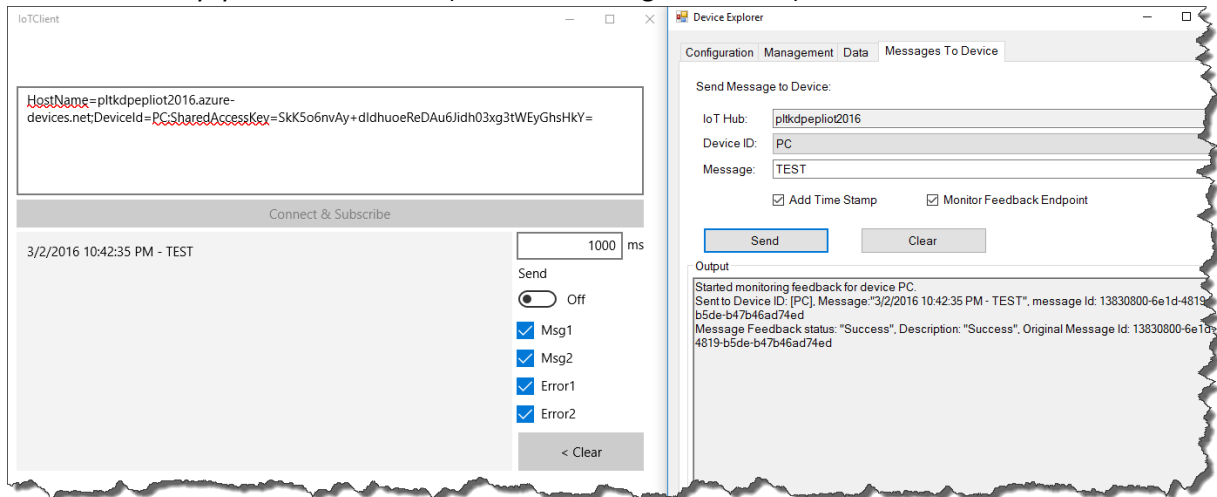 IoTClient
HostName=pltkdpepliot2016.azure-
devices.net;DeviceId=PC;SharedAccessKey=SkK5o6nvAy+dIdhuoeReDAu6Jidh03xg3tWEyGhsHkY=
Connect & Subscribe
3/2/2016 10:42:35 PM - TEST
1000 ms
Send
Off
Msg1
Msg2
Error1
Error2
< Clear
Device Explorer
Configuration Management Data Messages To Device
Send Message to Device:
IoT Hub: pltkdpepliot2016
Device ID: PC
Message: TEST
Add Time Stamp Monitor Feedback Endpoint
Send Clear
Output
Started monitoring feedback for device PC.
Sent to Device ID: [PC], Message:"3/2/2016 10:42:35 PM - TEST", message Id: 13830800-6e1d-4819-
b5de-b47b46ad74ed
Message Feedback status: "Success", Description: "Success", Original Message Id: 13830800-6e1d-
4819-b5de-b47b46ad74ed